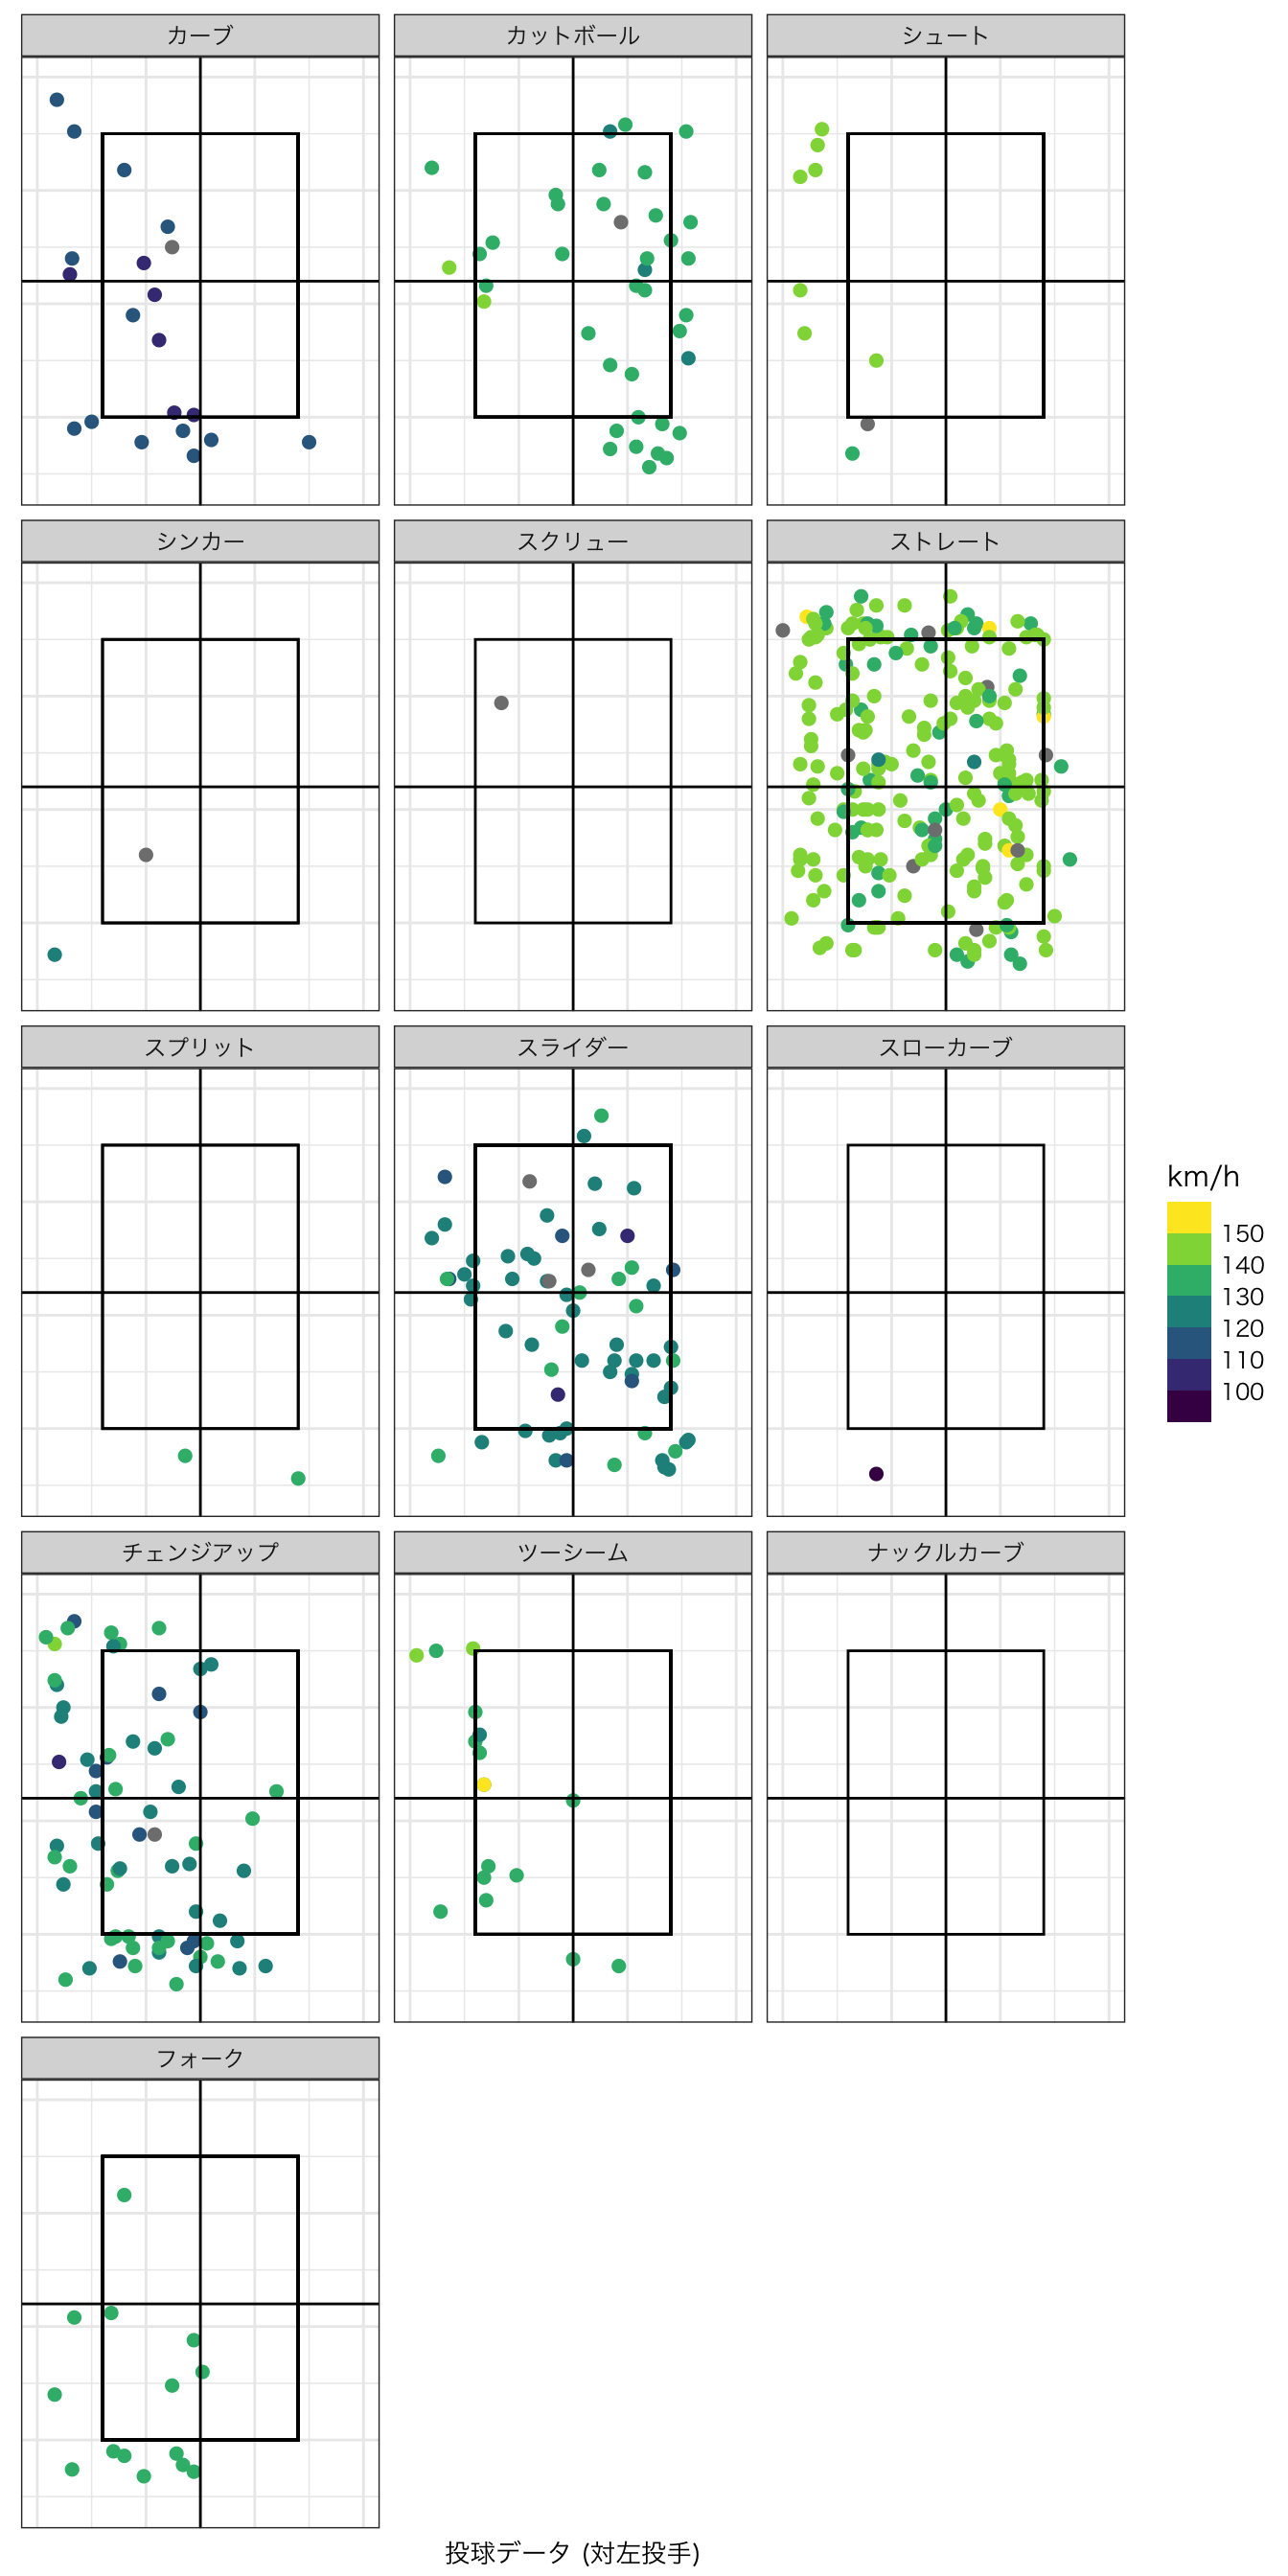 カーブ
カットボール
シュート
シンカー
スクリュー
ストレート
スプリット
スライダー
スローカーブ
チェンジアップ
ツーシーム
ナックルカーブ
フォーク
km/h
150
140
130
120
110
100
投球データ (対左投手)